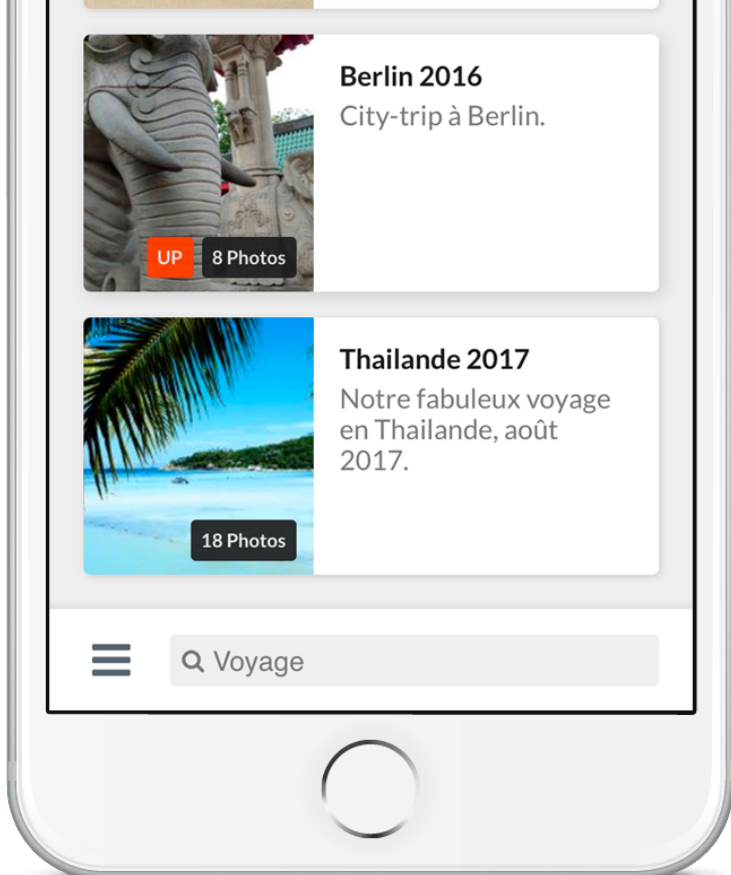 Berlin 2016
City-trip à Berlin.
UP
8 Photos
Thailande 2017
Notre fabuleux voyage
en Thailande, août
2017.
18 Photos
Voyage